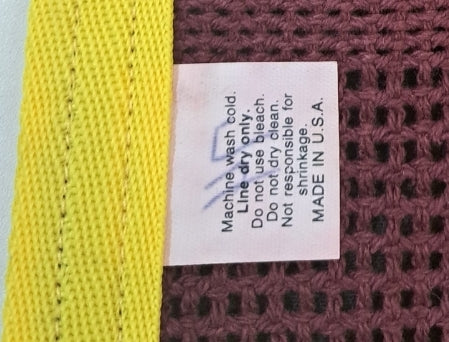 Machine wash cold.
Line dry only.
Do not use bleach.
Do not dry clean.
Not responsible for
shrinkage.
MADE IN U.S.A.